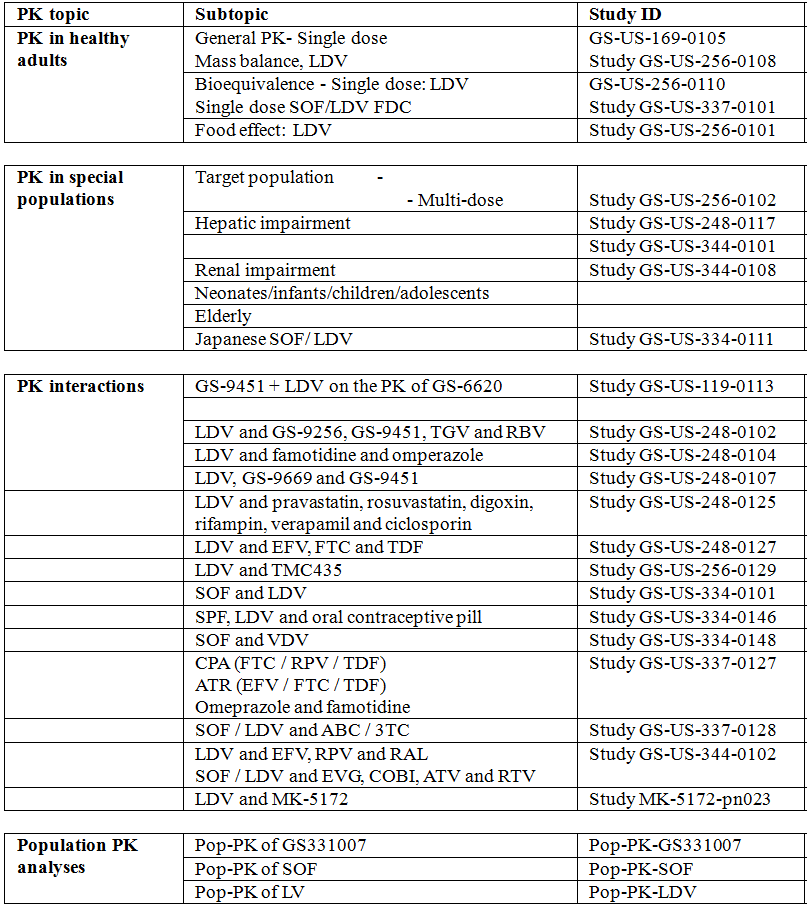 PK topic Subtopic Study ID
PK in healthy General PK- Single dose GS-US-169-0105
adults Mass balance, LDV Study GS-US-256-0108
Bioequivalence - Single dose: LDV GS-US-256-0110
Single dose SOF/LDV FDC Study GS-US-337-0101
Food effect: LDV Study GS-US-256-0101
PK in special Target population -
populations - Multi-dose Study GS-US-256-0102
Hepatic impairment Study GS-US-248-0117
Study GS-US-344-0101
Renal impairment Study GS-US-344-0108
Neonates/infants/children/adolescents
Elderly
Japanese SOF/ LDV Study GS-US-334-0111
PK interactions GS-9451 + LDV on the PK of GS-6620 Study GS-US-119-0113
LDV and GS-9256, GS-9451, TGV and RBV Study GS-US-248-0102
LDV and famotidine and omperazole Study GS-US-248-0104
LDV, GS-9669 and GS-9451 Study GS-US-248-0107
LDV and pravastatin, rosuvastatin, digoxin, Study GS-US-248-0125
rifampin, verapamil and ciclosporin
LDV and EFV, FTC and TDF Study GS-US-248-0127
LDV and TMC435 Study GS-US-256-0129
SOF and LDV Study GS-US-334-0101
SPF, LDV and oral contraceptive pill Study GS-US-334-0146
SOF and VDV Study GS-US-334-0148
CPA (FTC / RPV / TDF) Study GS-US-337-0127
ATR (EFV / FTC / TDF)
Omeprazole and famotidine
SOF / LDV and ABC / 3TC Study GS-US-337-0128
LDV and EFV, RPV and RAL Study GS-US-344-0102
SOF / LDV and EVG, COBI, ATV and RTV
LDV and MK-5172 Study MK-5172-pn023
Population PK Pop-PK of GS331007 Pop-PK-GS331007
analyses Pop-PK of SOF Pop-PK-SOF
Pop-PK of LV Pop-PK-LDV